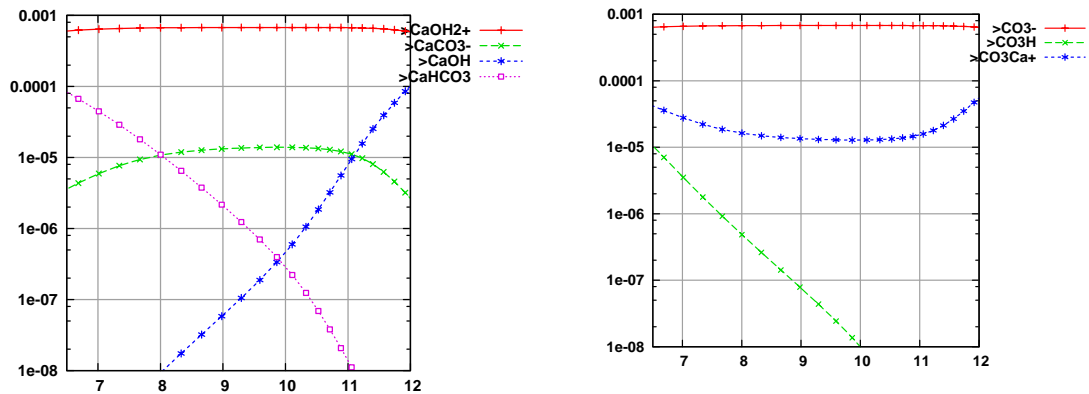 0.001
0.0001
1e-05
1e-06
1e-07
1e-08
7 8 9 10 11 12
>CaOH2+
>CaCO3-
>CaOH
>CaHCO3
0.001
0.0001
1e-05
1e-06
1e-07
1e-08
7 8 9 10 11 12
>CO3-
>CO3H
>CO3Ca+